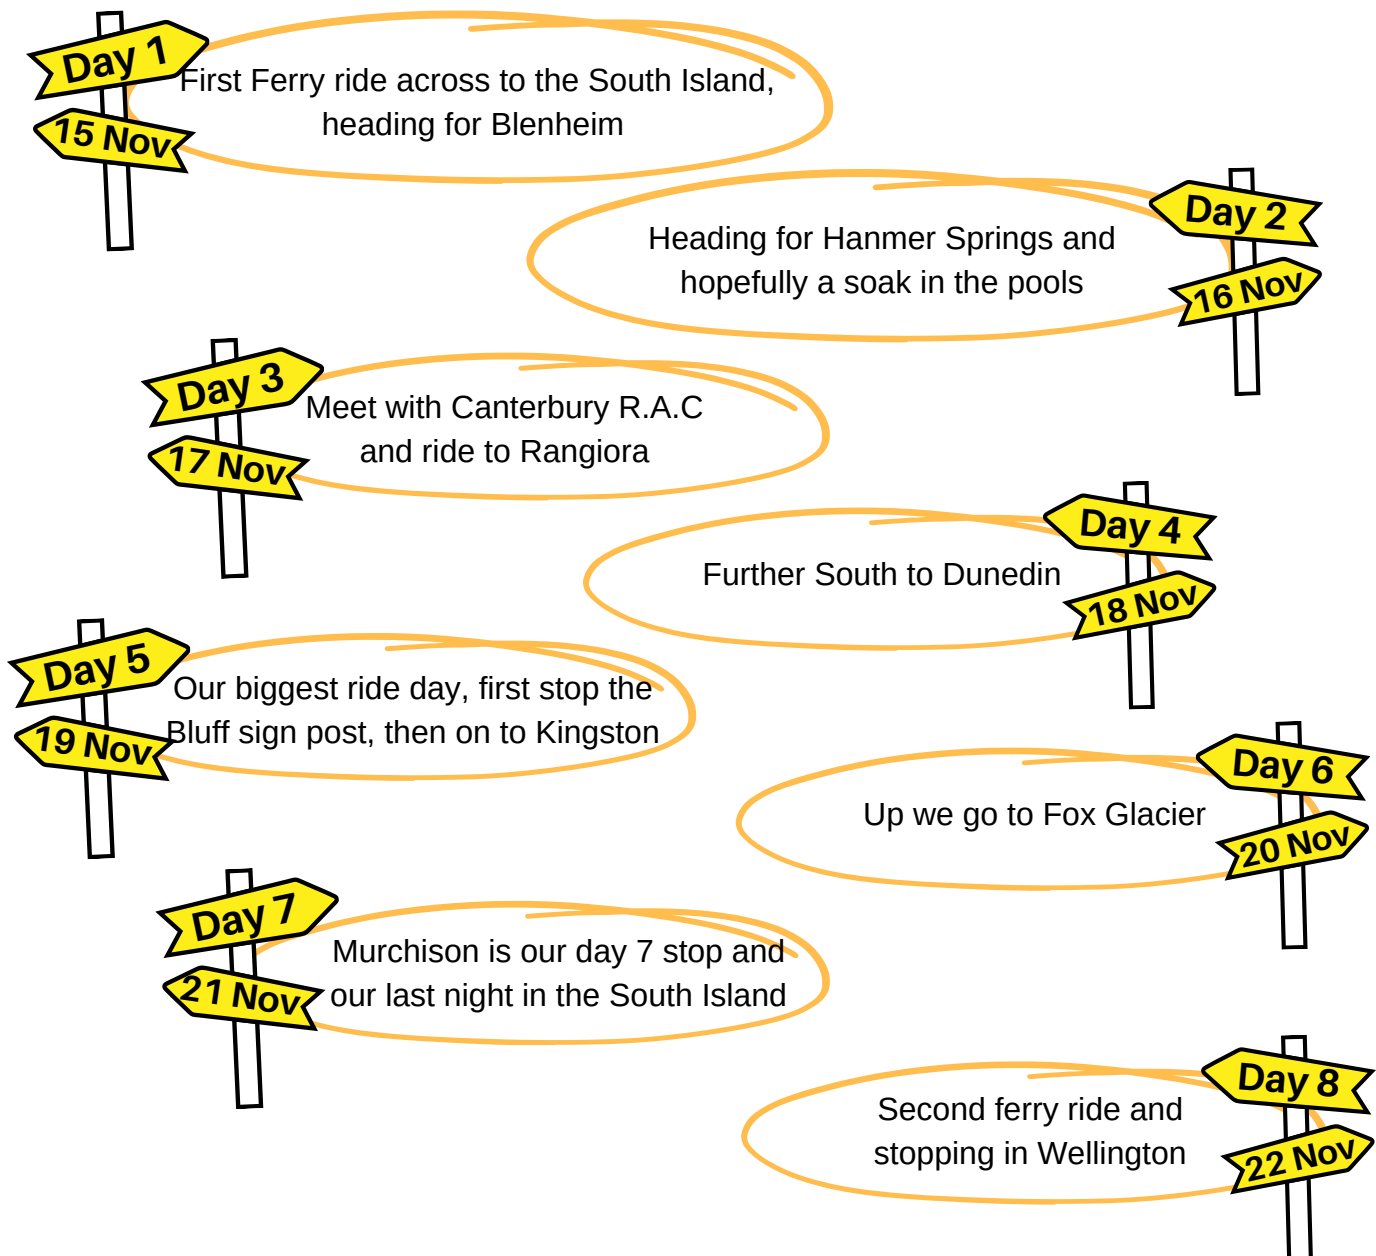 Day 1
15 Nov
First Ferry ride across to the South Island,
heading for Blenheim
Day 2
16 Nov
Heading for Hanmer Springs and
hopefully a soak in the pools
Day 3
17 Nov
Meet with Canterbury R.A.C
and ride to Rangiora
Day 4
18 Nov
Further South to Dunedin
Day 5
19 Nov
Our biggest ride day, first stop the
Bluff sign post, then on to Kingston
Day 6
20 Nov
Up we go to Fox Glacier
Day 7
21 Nov
Murchison is our day 7 stop and
our last night in the South Island
Day 8
22 Nov
Second ferry ride and
stopping in Wellington